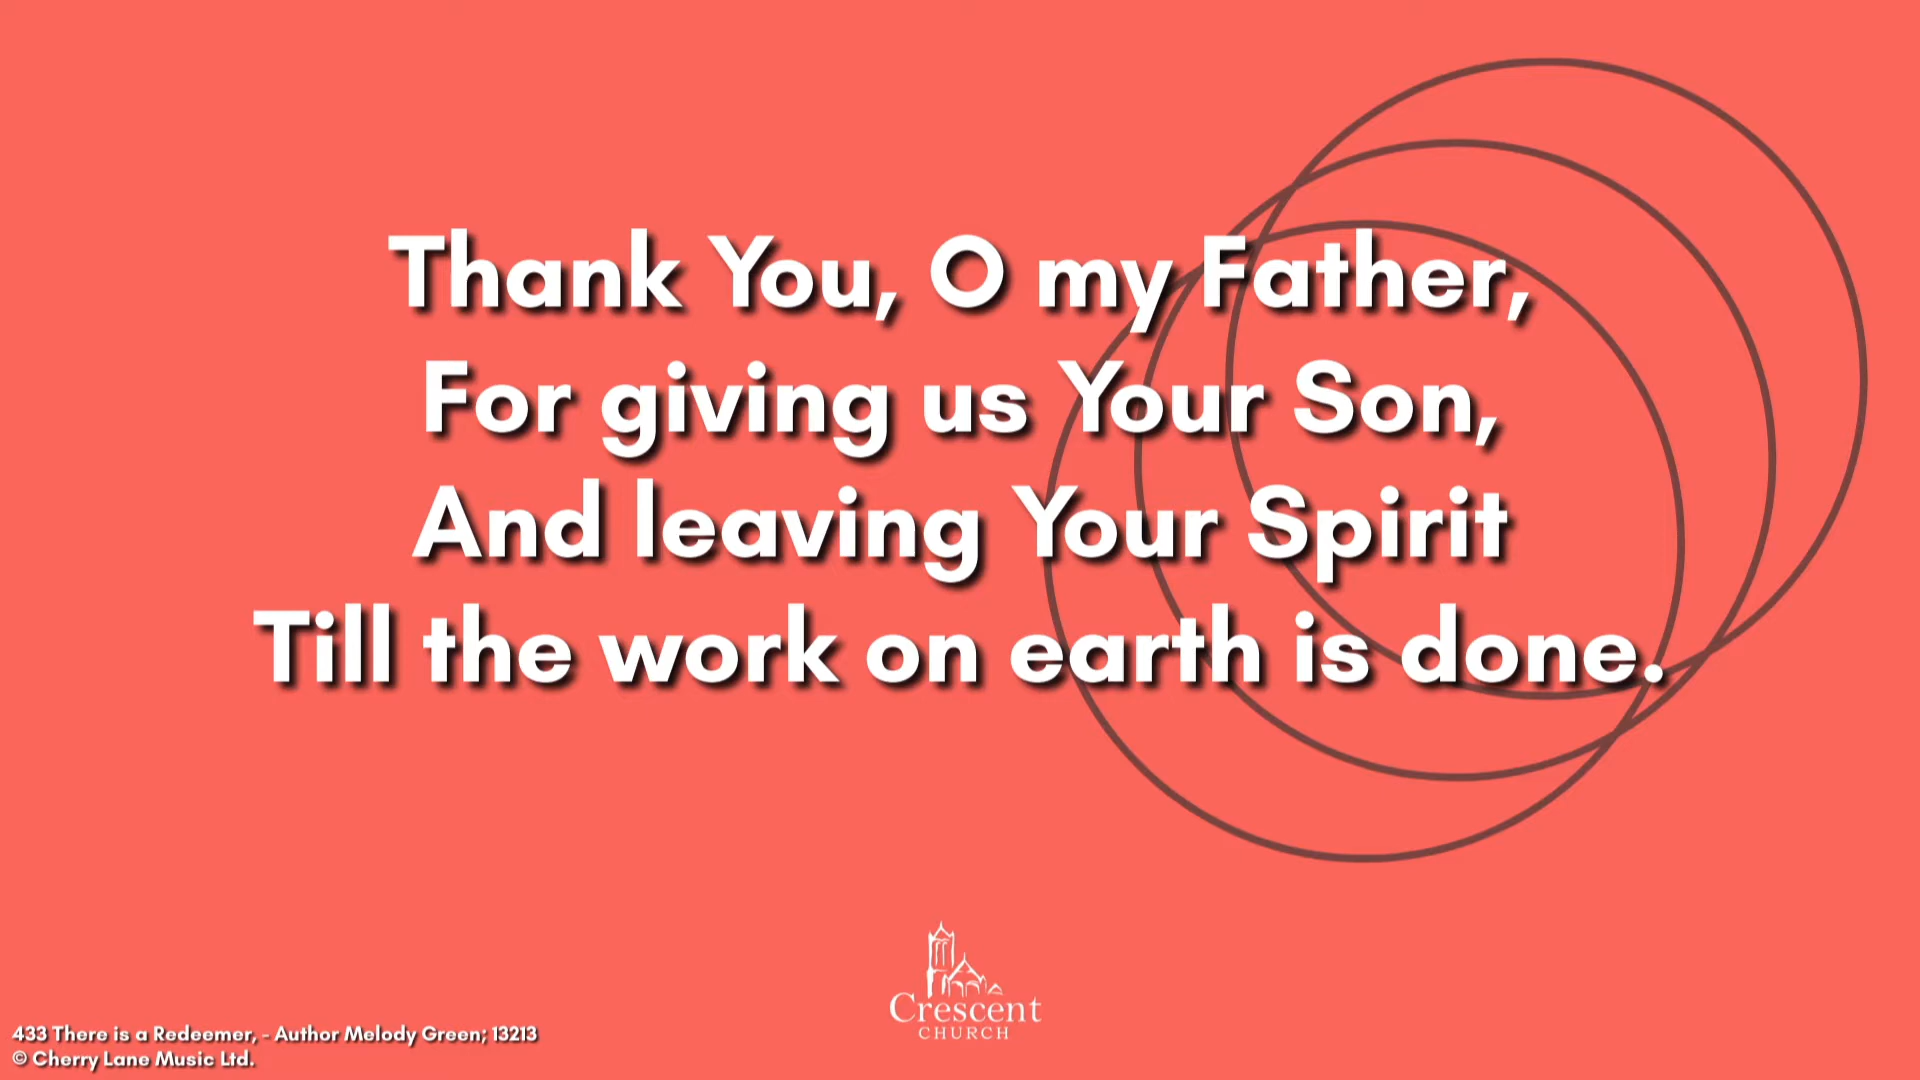 Thank You, O my Father,
For giving us Your Son,
And leaving Your Spirit
Till the work on earth is done.
Crescent
CHURCH
433 There is a Redeemer, - Author Melody Green; 13213
© Cherry Lane Music Ltd.